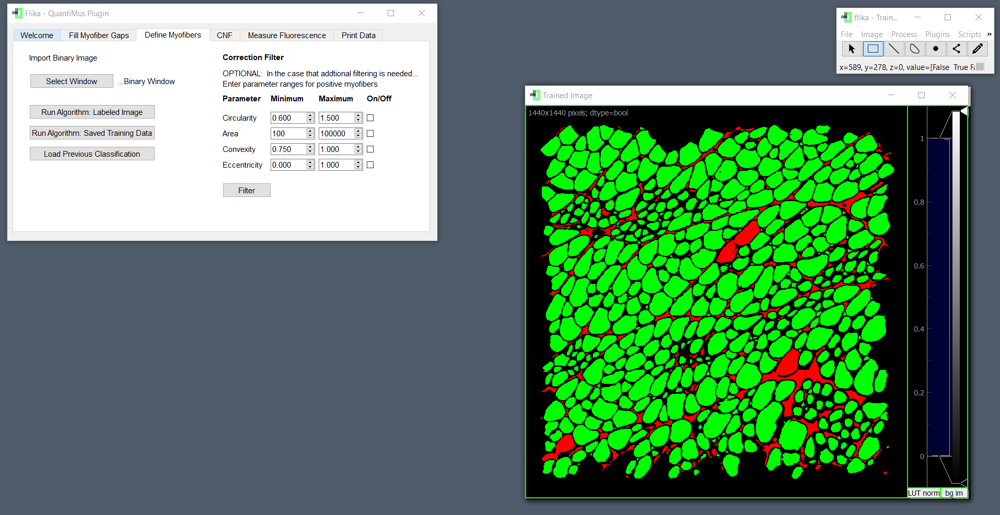 Flika - QuantiMus Plugin
Welcome
Fill Myofiber Gaps
Define Myofibers
CNF
Measure Fluorescence
Print Data
Import Binary Image
Select Window
...Binary Window
Run Algorithm: Labeled Image
Run Algorithm: Saved Training Data
Load Previous Classification
Correction Filter
OPTIONAL:  In the case that addtional filtering is needed...
Enter parameter ranges for positive myofibers
Parameter Minimum Maximum On/Off
Circularity 0.600 1.500
Area 100 100000
Convexity 0.750 1.000
Eccentricity 0.000 1.000
Filter
flika - Train...
File Image Process Plugins Scripts »
x=589, y=278, z=0, value=[False  True Fa
Trained Image
1440x1440 pixels; dtype=bool
1
0.8
0.6
0.4
0.2
0
LUT norm
bg im